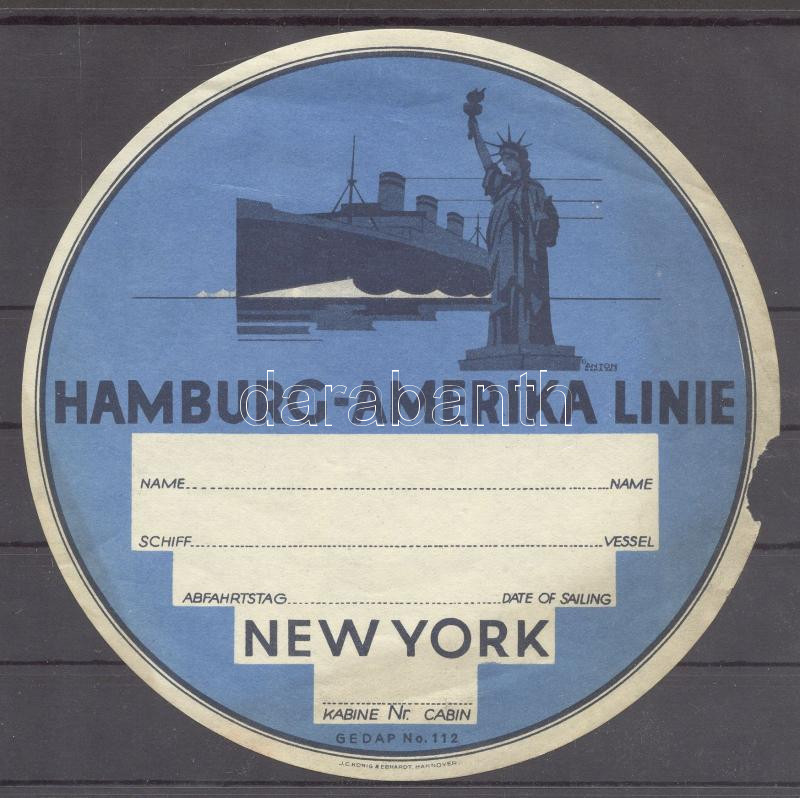 ANTON
HAMBURG-AMERIKA LINIE
darabanth
NAME NAME
SCHIFF VESSEL
ABFAHRTSTAG DATE OF SAILING
NEW YORK
KABINE Nr. CABIN
GEDAP No. 112
J.C. KÖNIG & EBHARDT, HANNOVER.